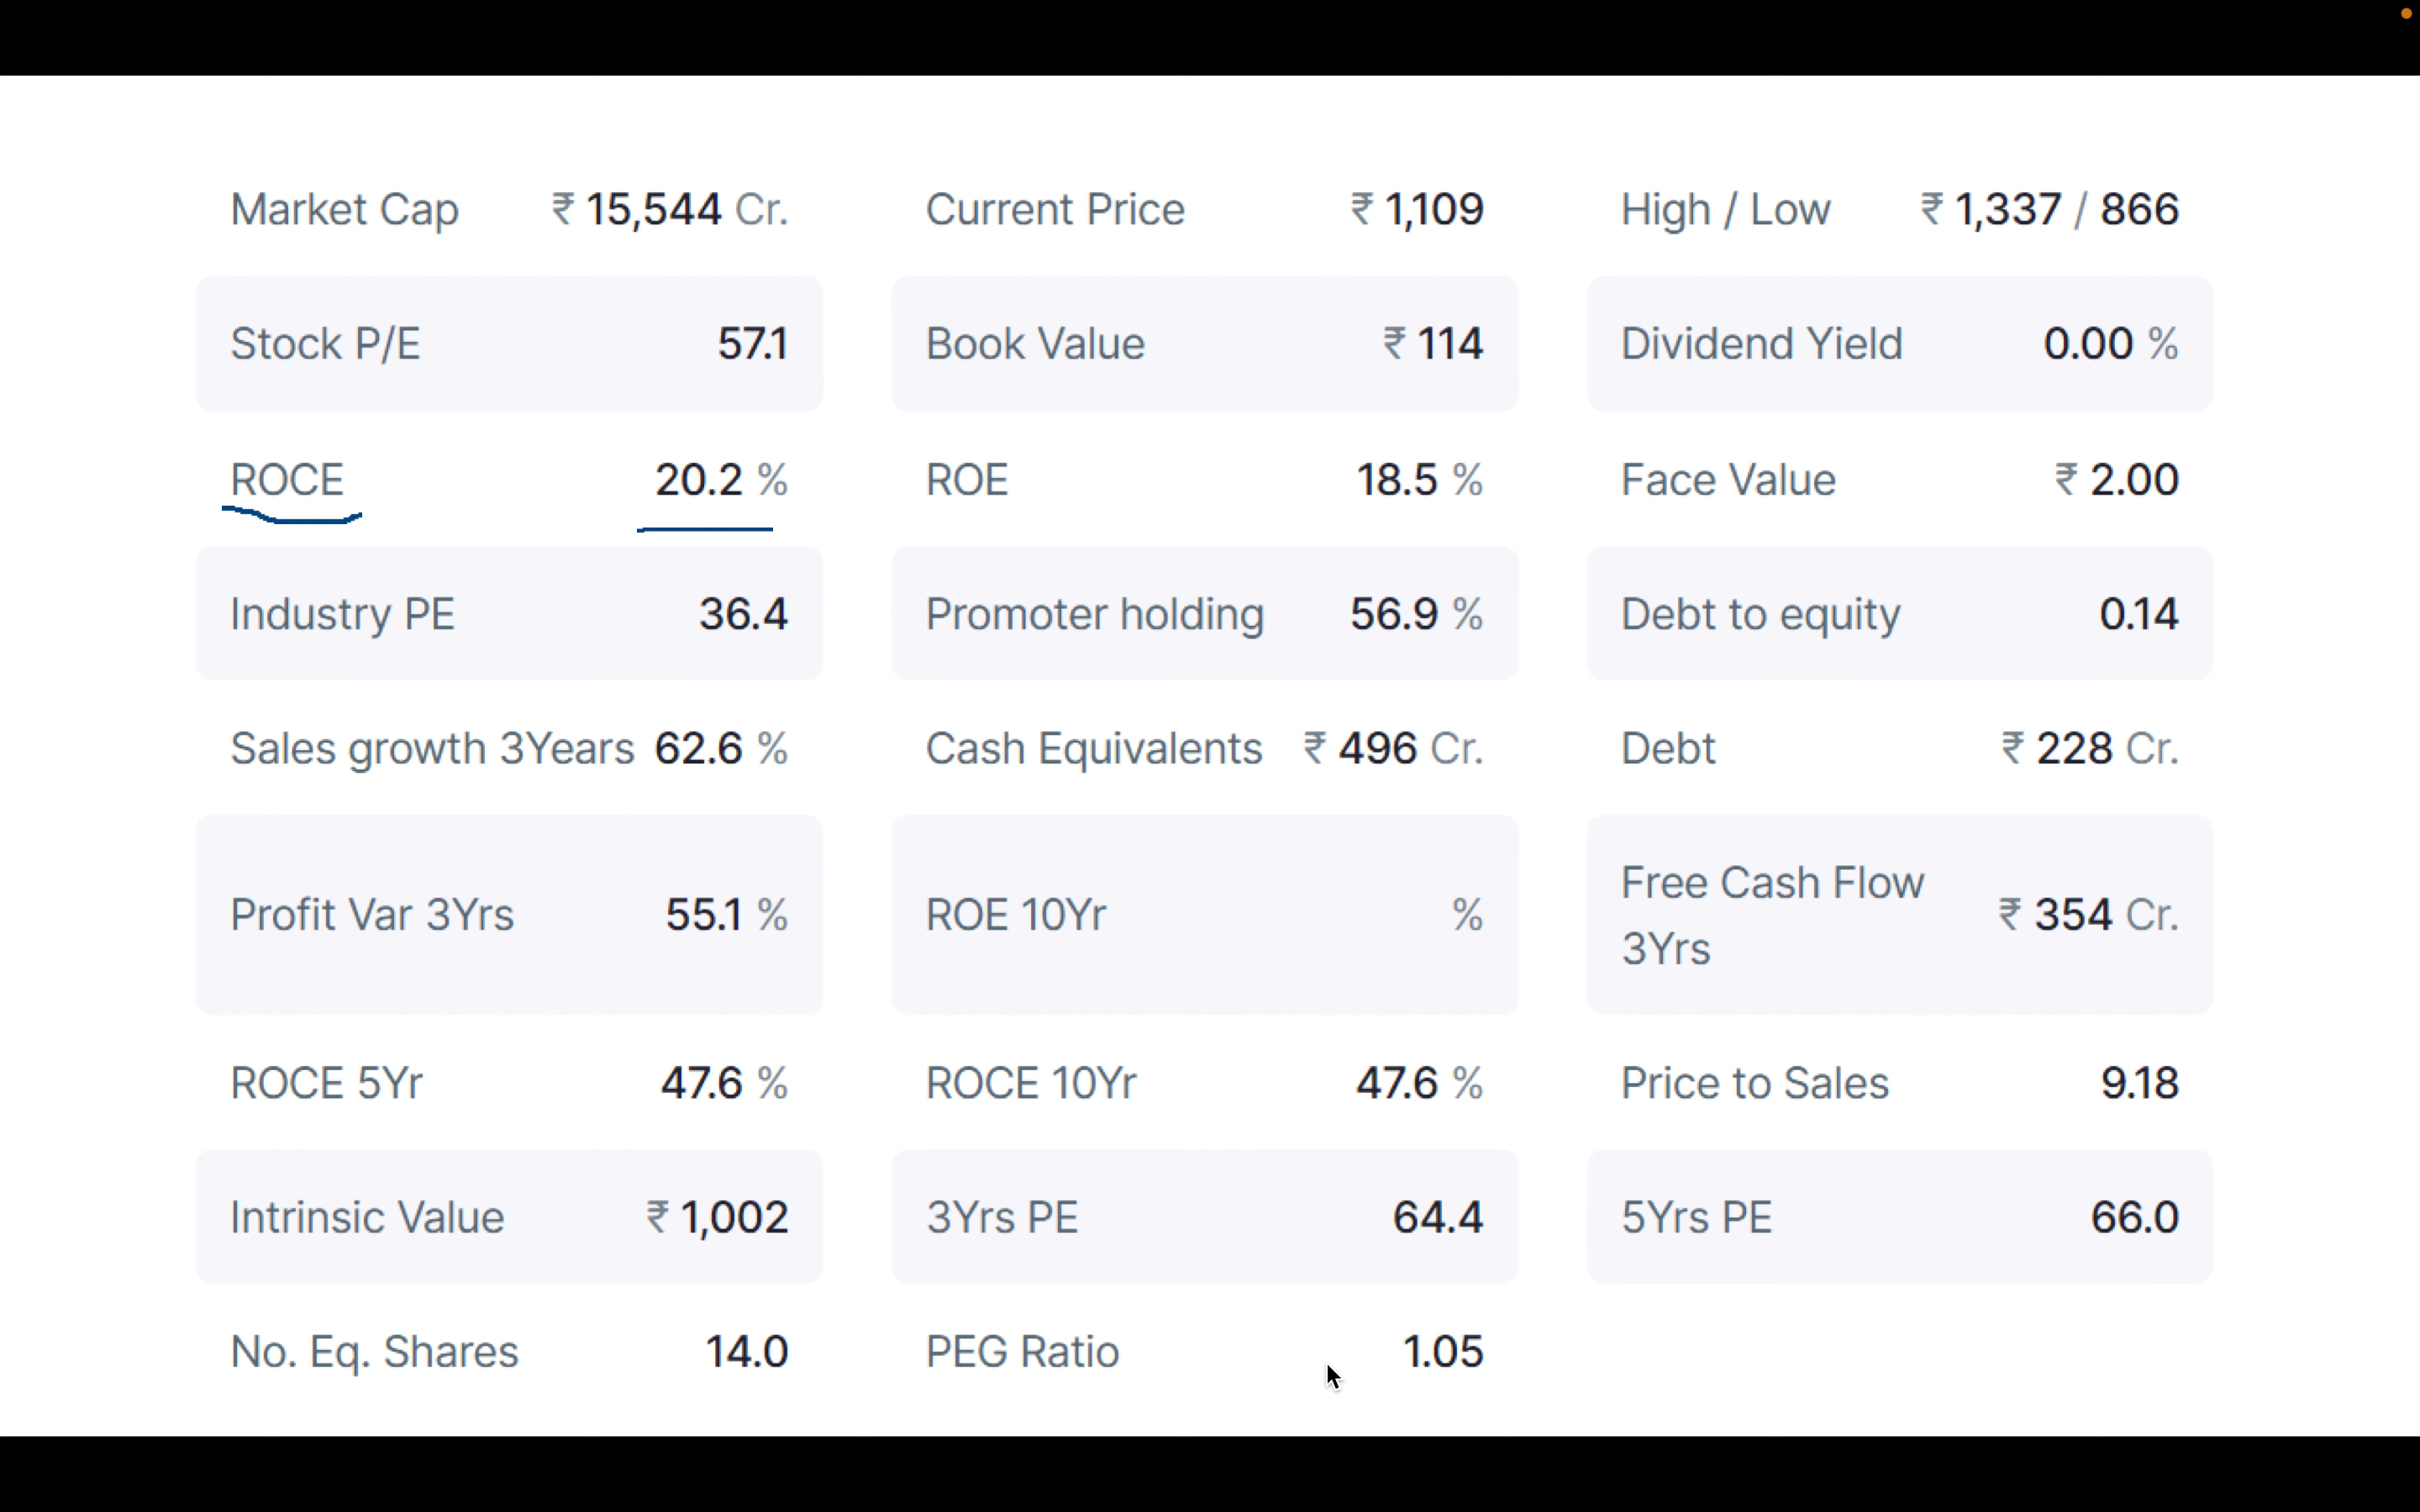 Market Cap ₹ 15,544 Cr.
Current Price ₹ 1,109
High / Low ₹ 1,337 / 866
Stock P/E 57.1
Book Value ₹ 114
Dividend Yield 0.00 %
ROCE 20.2 %
ROE 18.5 %
Face Value ₹ 2.00
Industry PE 36.4
Promoter holding 56.9 %
Debt to equity 0.14
Sales growth 3Years 62.6 %
Cash Equivalents ₹ 496 Cr.
Debt ₹ 228 Cr.
Profit Var 3Yrs 55.1 %
ROE 10Yr %
Free Cash Flow
3Yrs ₹ 354 Cr.
ROCE 5Yr 47.6 %
ROCE 10Yr 47.6 %
Price to Sales 9.18
Intrinsic Value ₹ 1,002
3Yrs PE 64.4
5Yrs PE 66.0
No. Eq. Shares 14.0
PEG Ratio 1.05